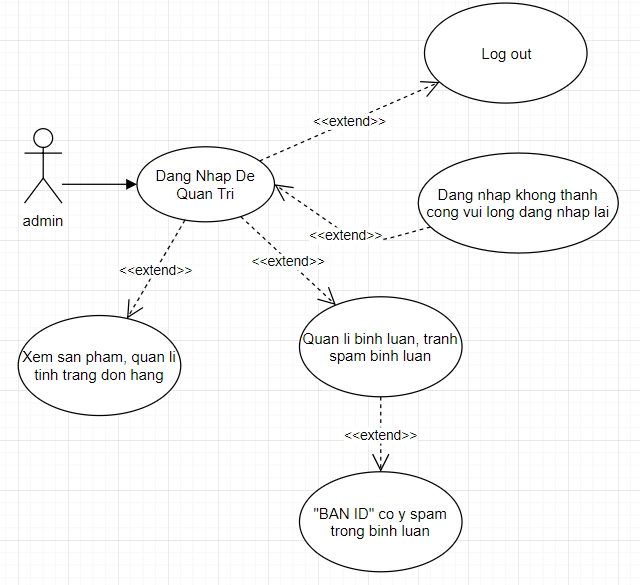 Log out
<<extend>>
Dang Nhap De
Quan Tri
admin
Dang nhap khong thanh
cong vui long dang nhap lai
<<extend>>
<<extend>>
<<extend>>
Xem san pham, quan li
tinh trang don hang
Quan li binh luan, tranh
spam binh luan
<<extend>>
"BAN ID" co y spam
trong binh luan